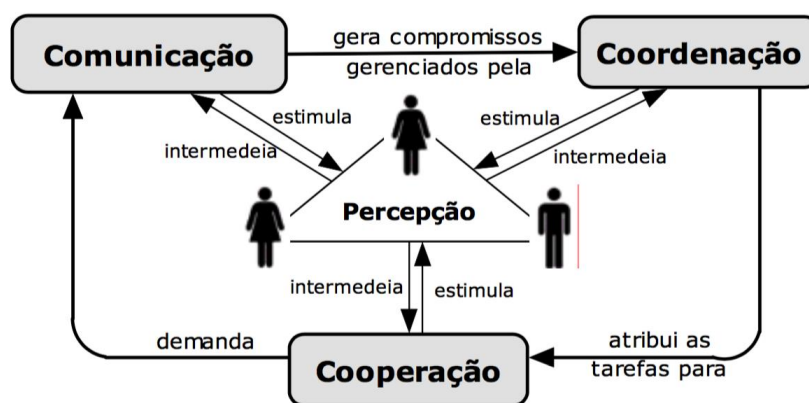 Comunicação
gera compromissos
gerenciados pela
Coordenação
estimula
intermedeia
estimula
intermedeia
Percepção
intermedeia
estimula
demanda
Cooperação
atribui as
tarefas para